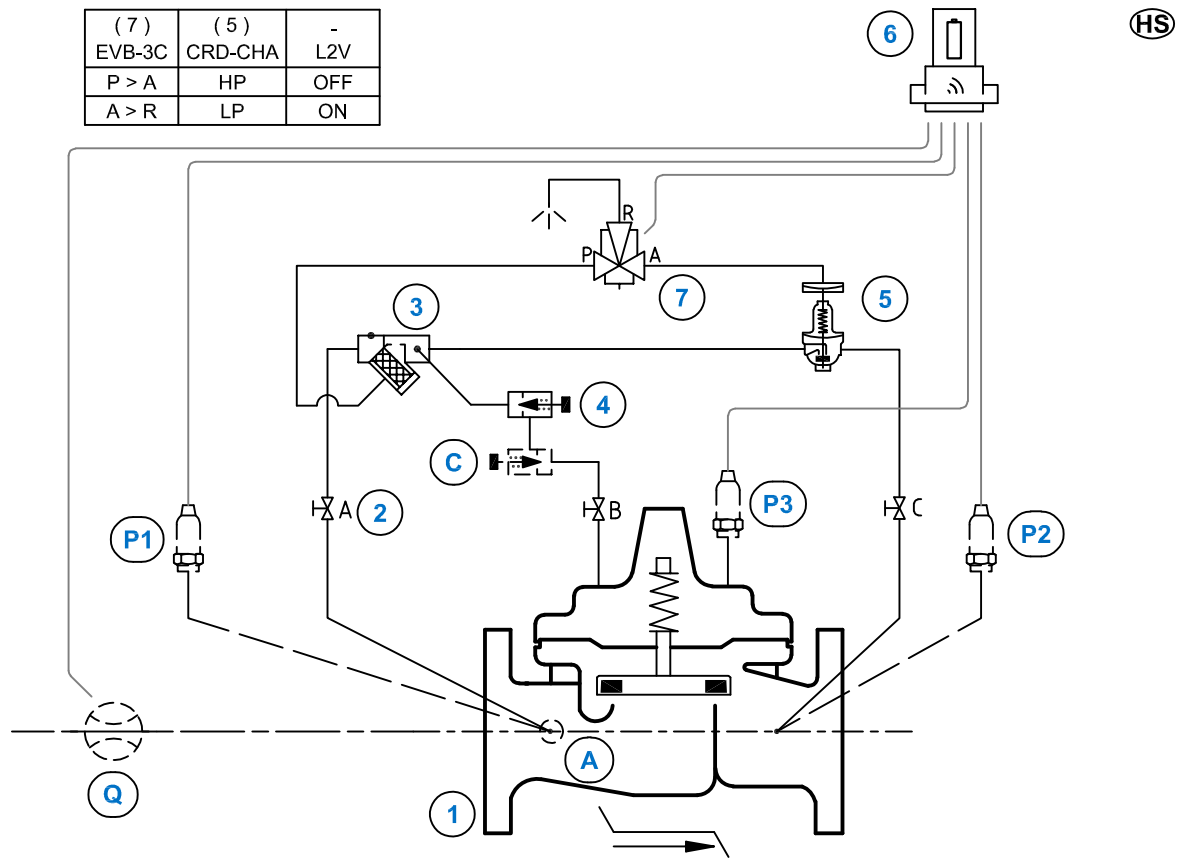 ( 7 ) ( 5 ) -
EVB-3C CRD-CHA L2V
P > A HP OFF
A > R LP ON
6
HS
R
P
A
7
5
3
4
C
A
2
B
C
P1
P3
P2
A
Q
1